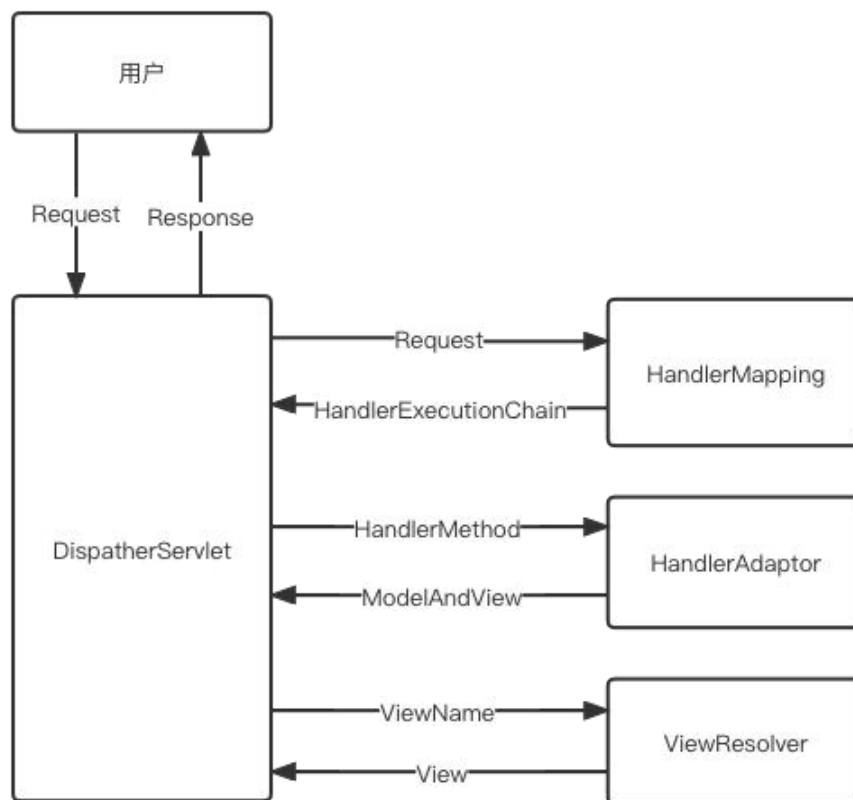 用户
Request
Response
Request
HandlerMapping
HandlerExecutionChain
DispatherServlet
HandlerMethod
HandlerAdaptor
ModelAndView
ViewName
ViewResolver
View